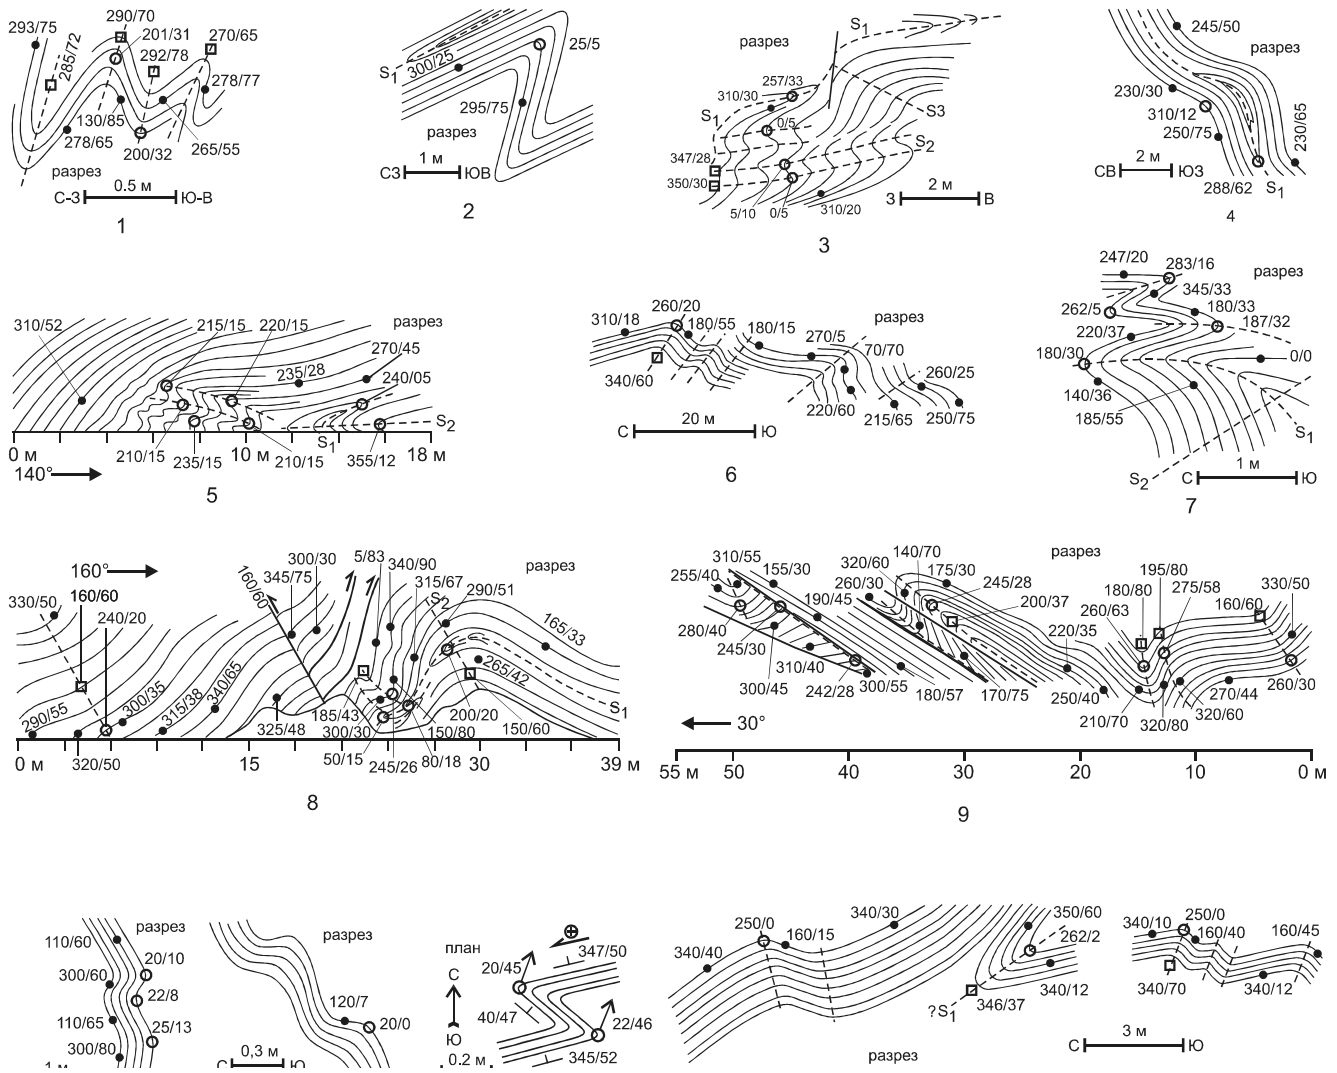 293/75
290/70
201/31
292/78
270/65
285/72
278/77
130/85
278/65
200/32
265/55
разрез
0.5 м
С-З
Ю-В
1
25/5
S1
300/25
295/75
разрез
1 м
СЗ
ЮВ
2
разрез
S1
257/33
310/30
S1
0/5
S3
S2
347/28
350/30
5/10
0/5
310/20
2 м
З
В
3
245/50
разрез
230/30
310/12
250/75
230/65
2 м
СВ
ЮЗ
288/62
S1
4
310/52
215/15
220/15
разрез
270/45
235/28
240/05
S2
S1
210/15
235/15
10 м
210/15
355/12
18 м
0 м
140°
5
260/20
310/18
180/55
180/15
270/5
разрез
70/70
340/60
260/25
220/60
215/65
250/75
20 м
С
Ю
6
247/20
283/16
разрез
345/33
262/5
180/33
187/32
220/37
180/30
0/0
140/36
185/55
S1
S2
1 м
С
Ю
7
160°
160/60
330/50
240/20
160/60
345/75
300/30
5/83
340/90
315/67
разрез
290/51
S2
165/33
265/42
290/55
300/35
315/38
340/65
325/48
185/43
300/30
50/15
245/26
80/18
150/80
200/20
150/60
S1
0 м
320/50
15
30
39 м
8
310/55
255/40
155/30
190/45
320/60
260/30
140/70
175/30
245/28
200/37
разрез
195/80
180/80
275/58
260/63
160/60
330/50
220/35
280/40
245/30
310/40
300/45
242/28
300/55
180/57
170/75
250/40
210/70
320/80
320/60
270/44
260/30
30°
55 м
50
40
30
20
10
0 м
9
разрез
110/60
20/10
300/60
22/8
110/65
25/13
300/80
1 м
разрез
120/7
20/0
0,3 м
С
Ю
план
С
Ю
0.2 м
347/50
20/45
40/47
22/46
345/52
250/0
340/30
340/40
160/15
350/60
262/2
340/12
346/37
?S1
разрез
340/10
250/0
160/40
160/45
340/70
340/12
3 м
С
Ю